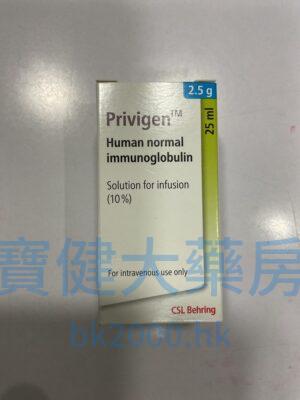 2.5 g
Privigen™
25 ml
Human normal
immunoglobulin
Solution for infusion
(10%)
寶健大藥房
For intravenous use only
CSL Behring
bk2000.hk